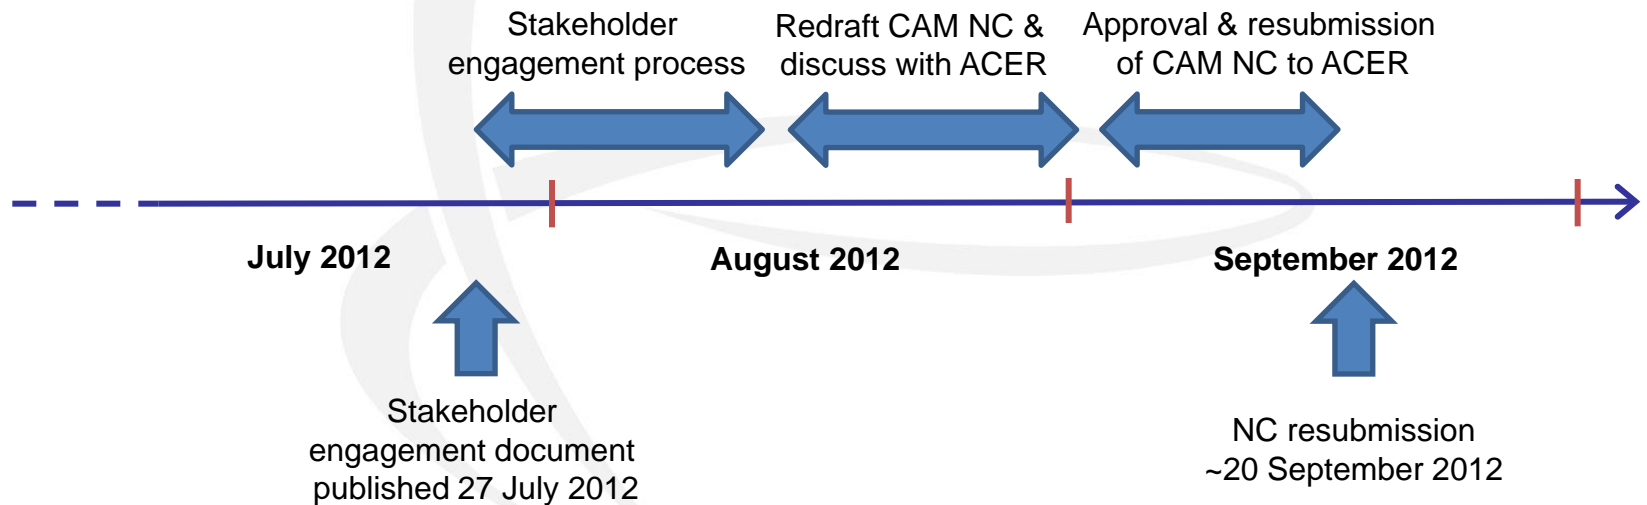 Stakeholder
engagement process
Redraft CAM NC &
discuss with ACER
Approval & resubmission
of CAM NC to ACER
July 2012
August 2012
September 2012
Stakeholder
engagement document
published 27 July 2012
NC resubmission
~20 September 2012